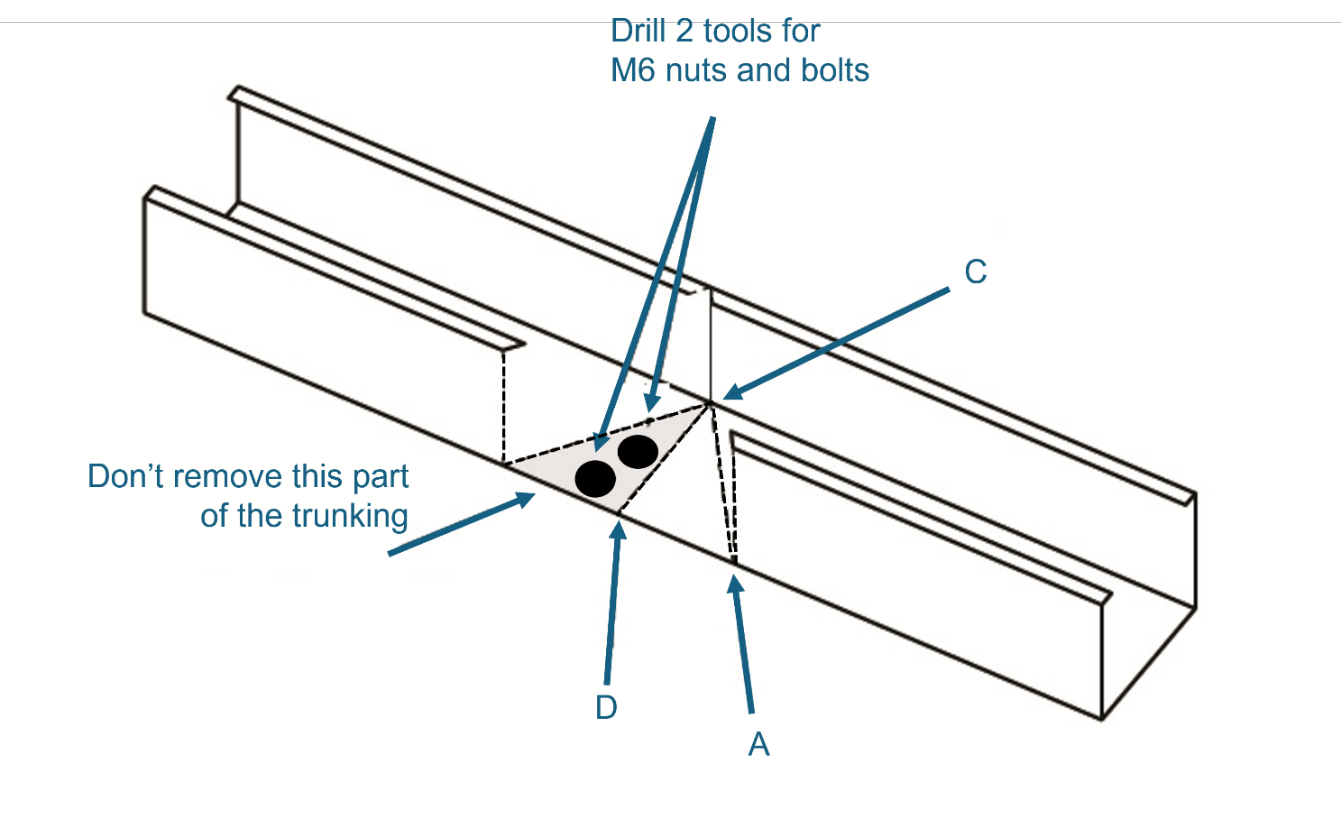 Drill 2 tools for
M6 nuts and bolts
C
Don't remove this part
of the trunking
D
A